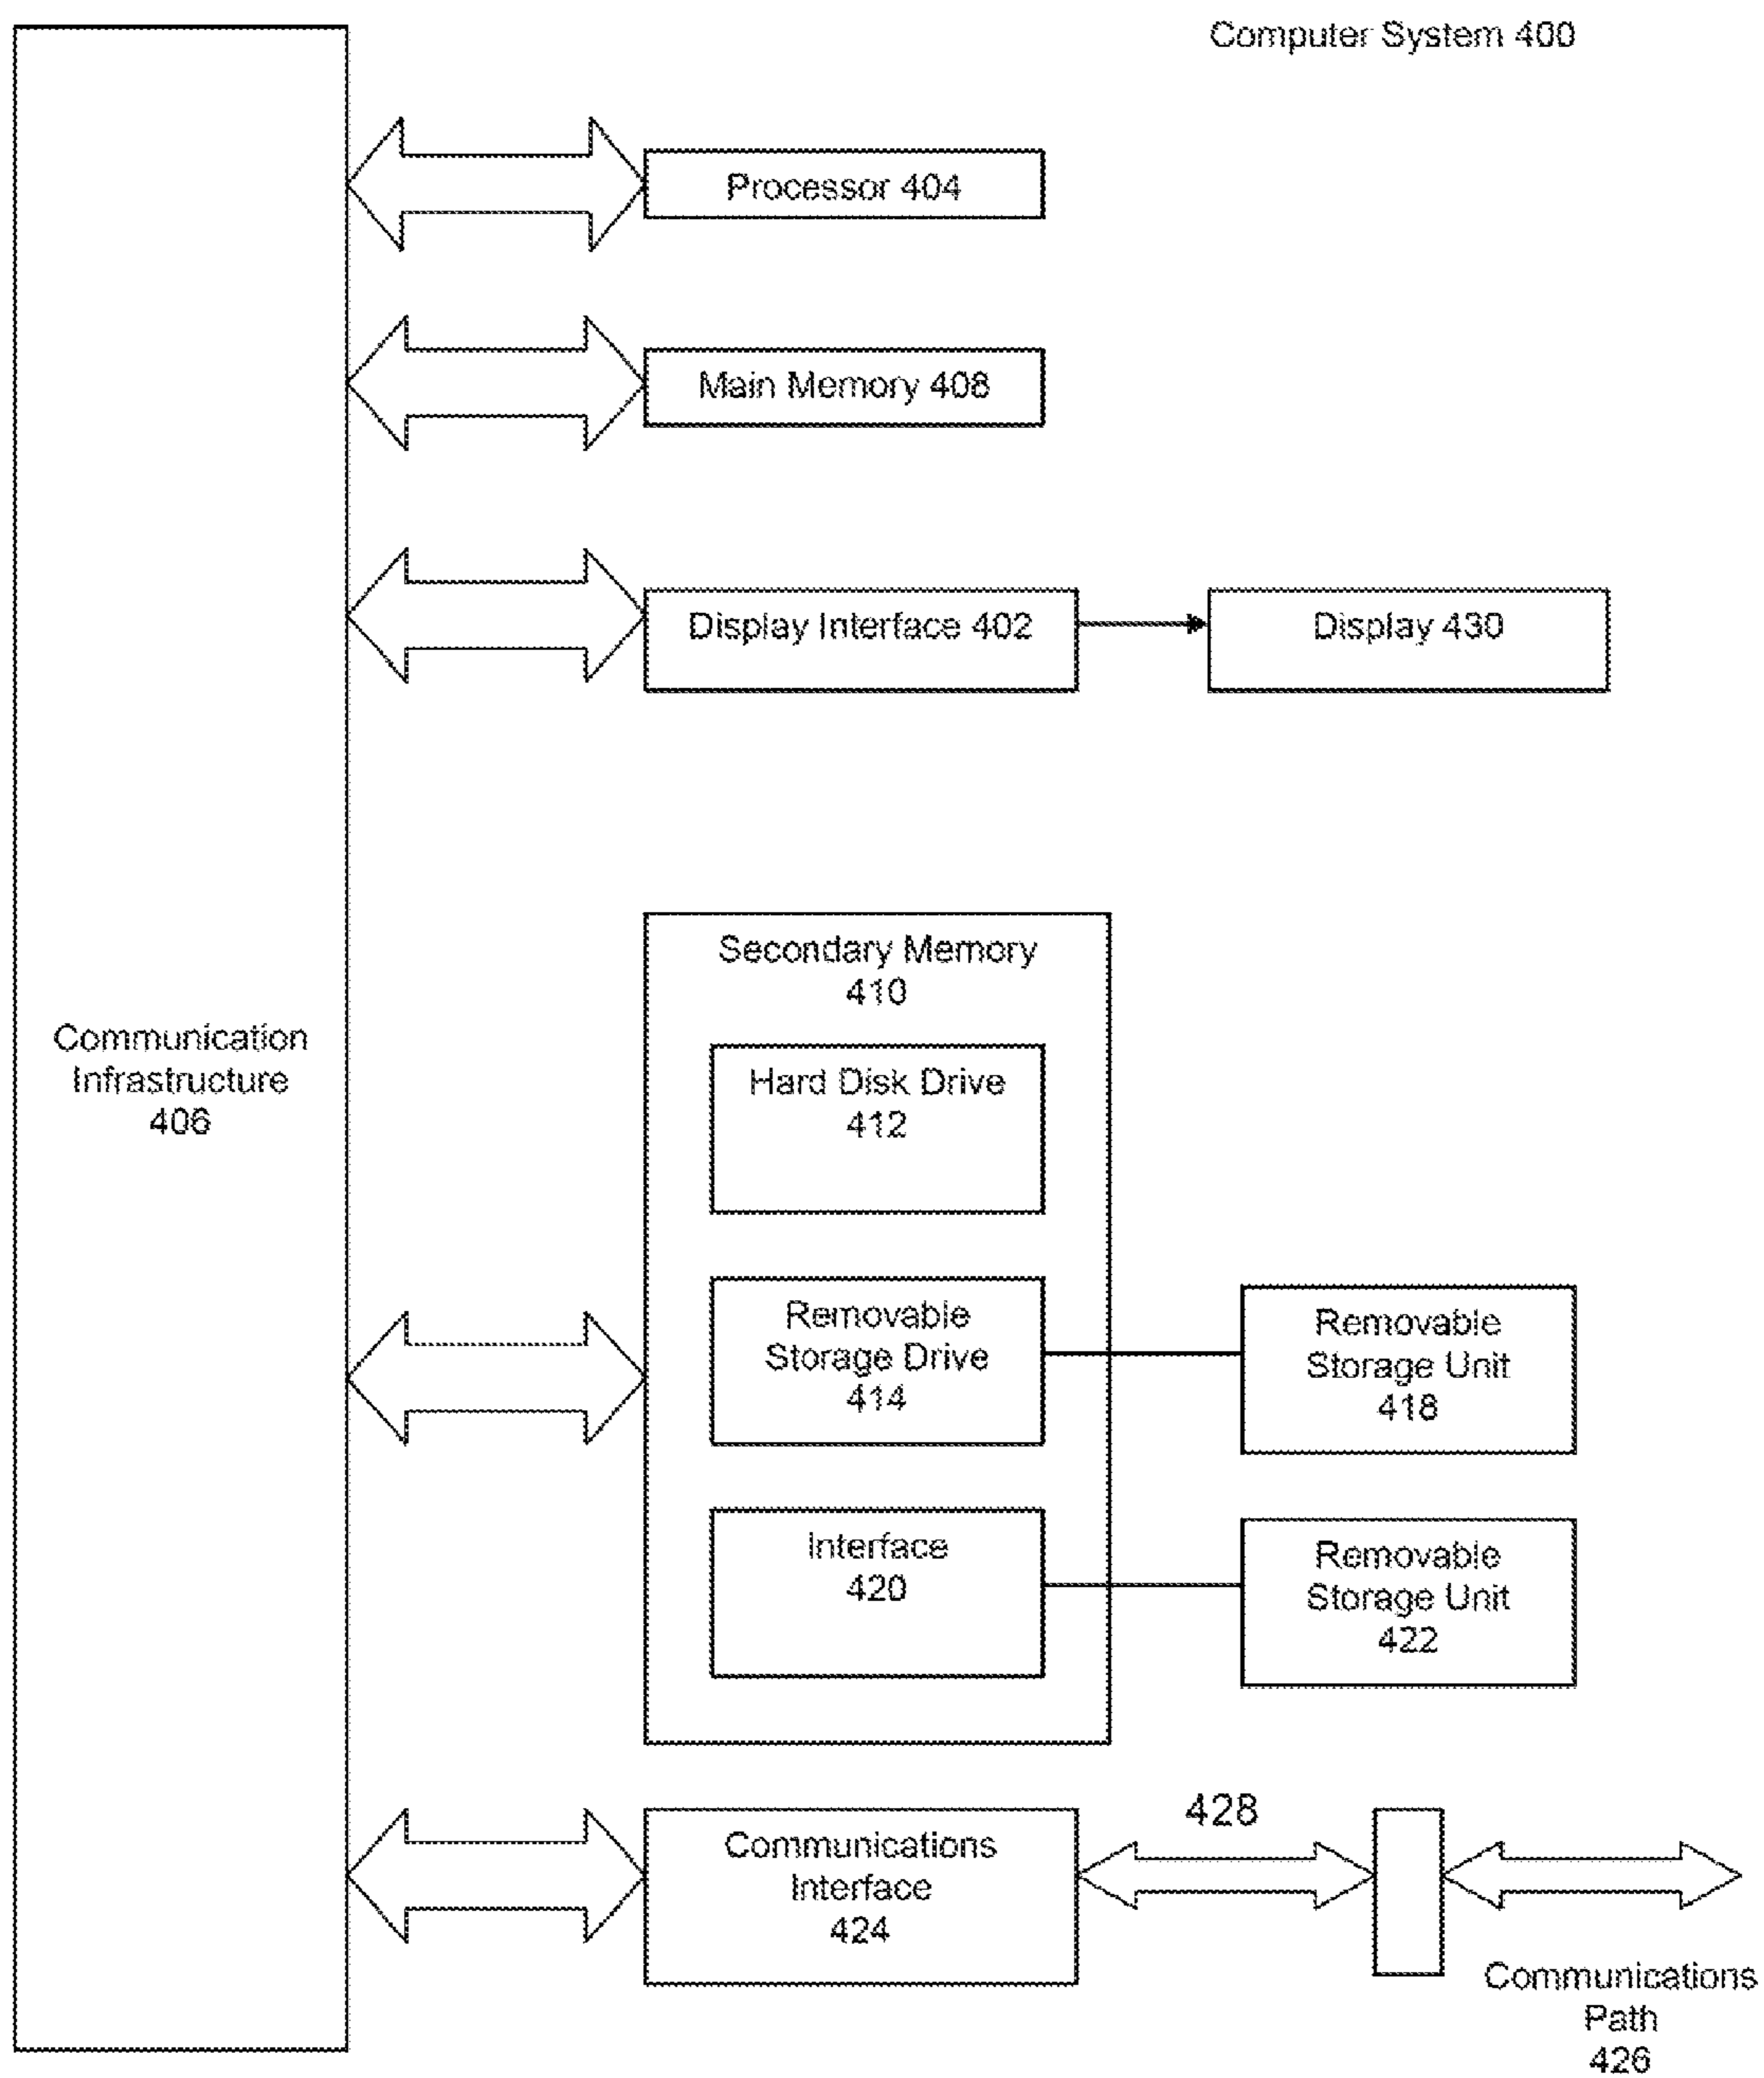 Computer System 400
Processor 404
Main Memory 408
Display Interface 402
Display 430
Communication
Infrastructure
406
Secondary Memory
410
Hard Disk Drive
412
Removable
Storage Drive
414
Removable
Storage Unit
418
Interface
420
Removable
Storage Unit
422
Communications
Interface
424
428
Communications
Path
426